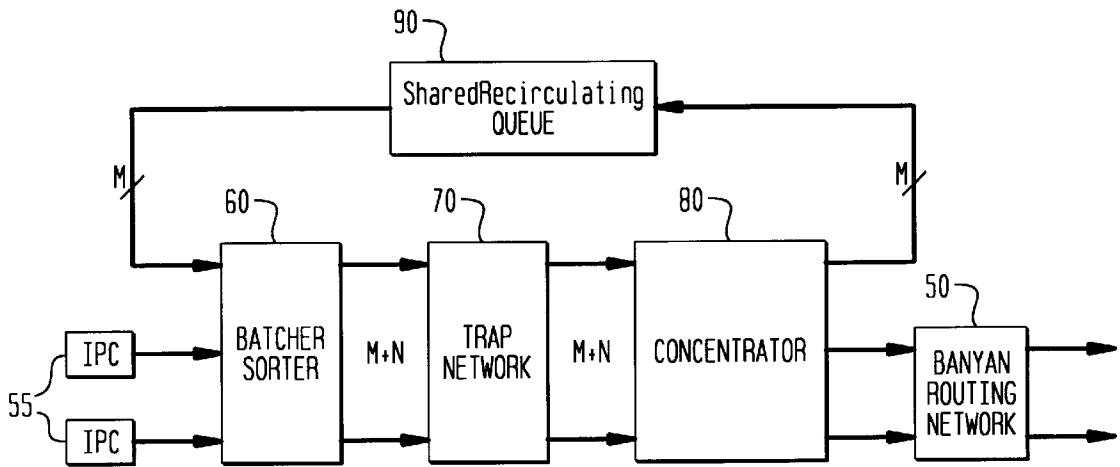 90
SharedRecirculating
QUEUE
M
M
60
70
80
50
BATCHER
SORTER
M+N
TRAP
NETWORK
M+N
CONCENTRATOR
BANYAN
ROUTING
NETWORK
55
IPC
IPC